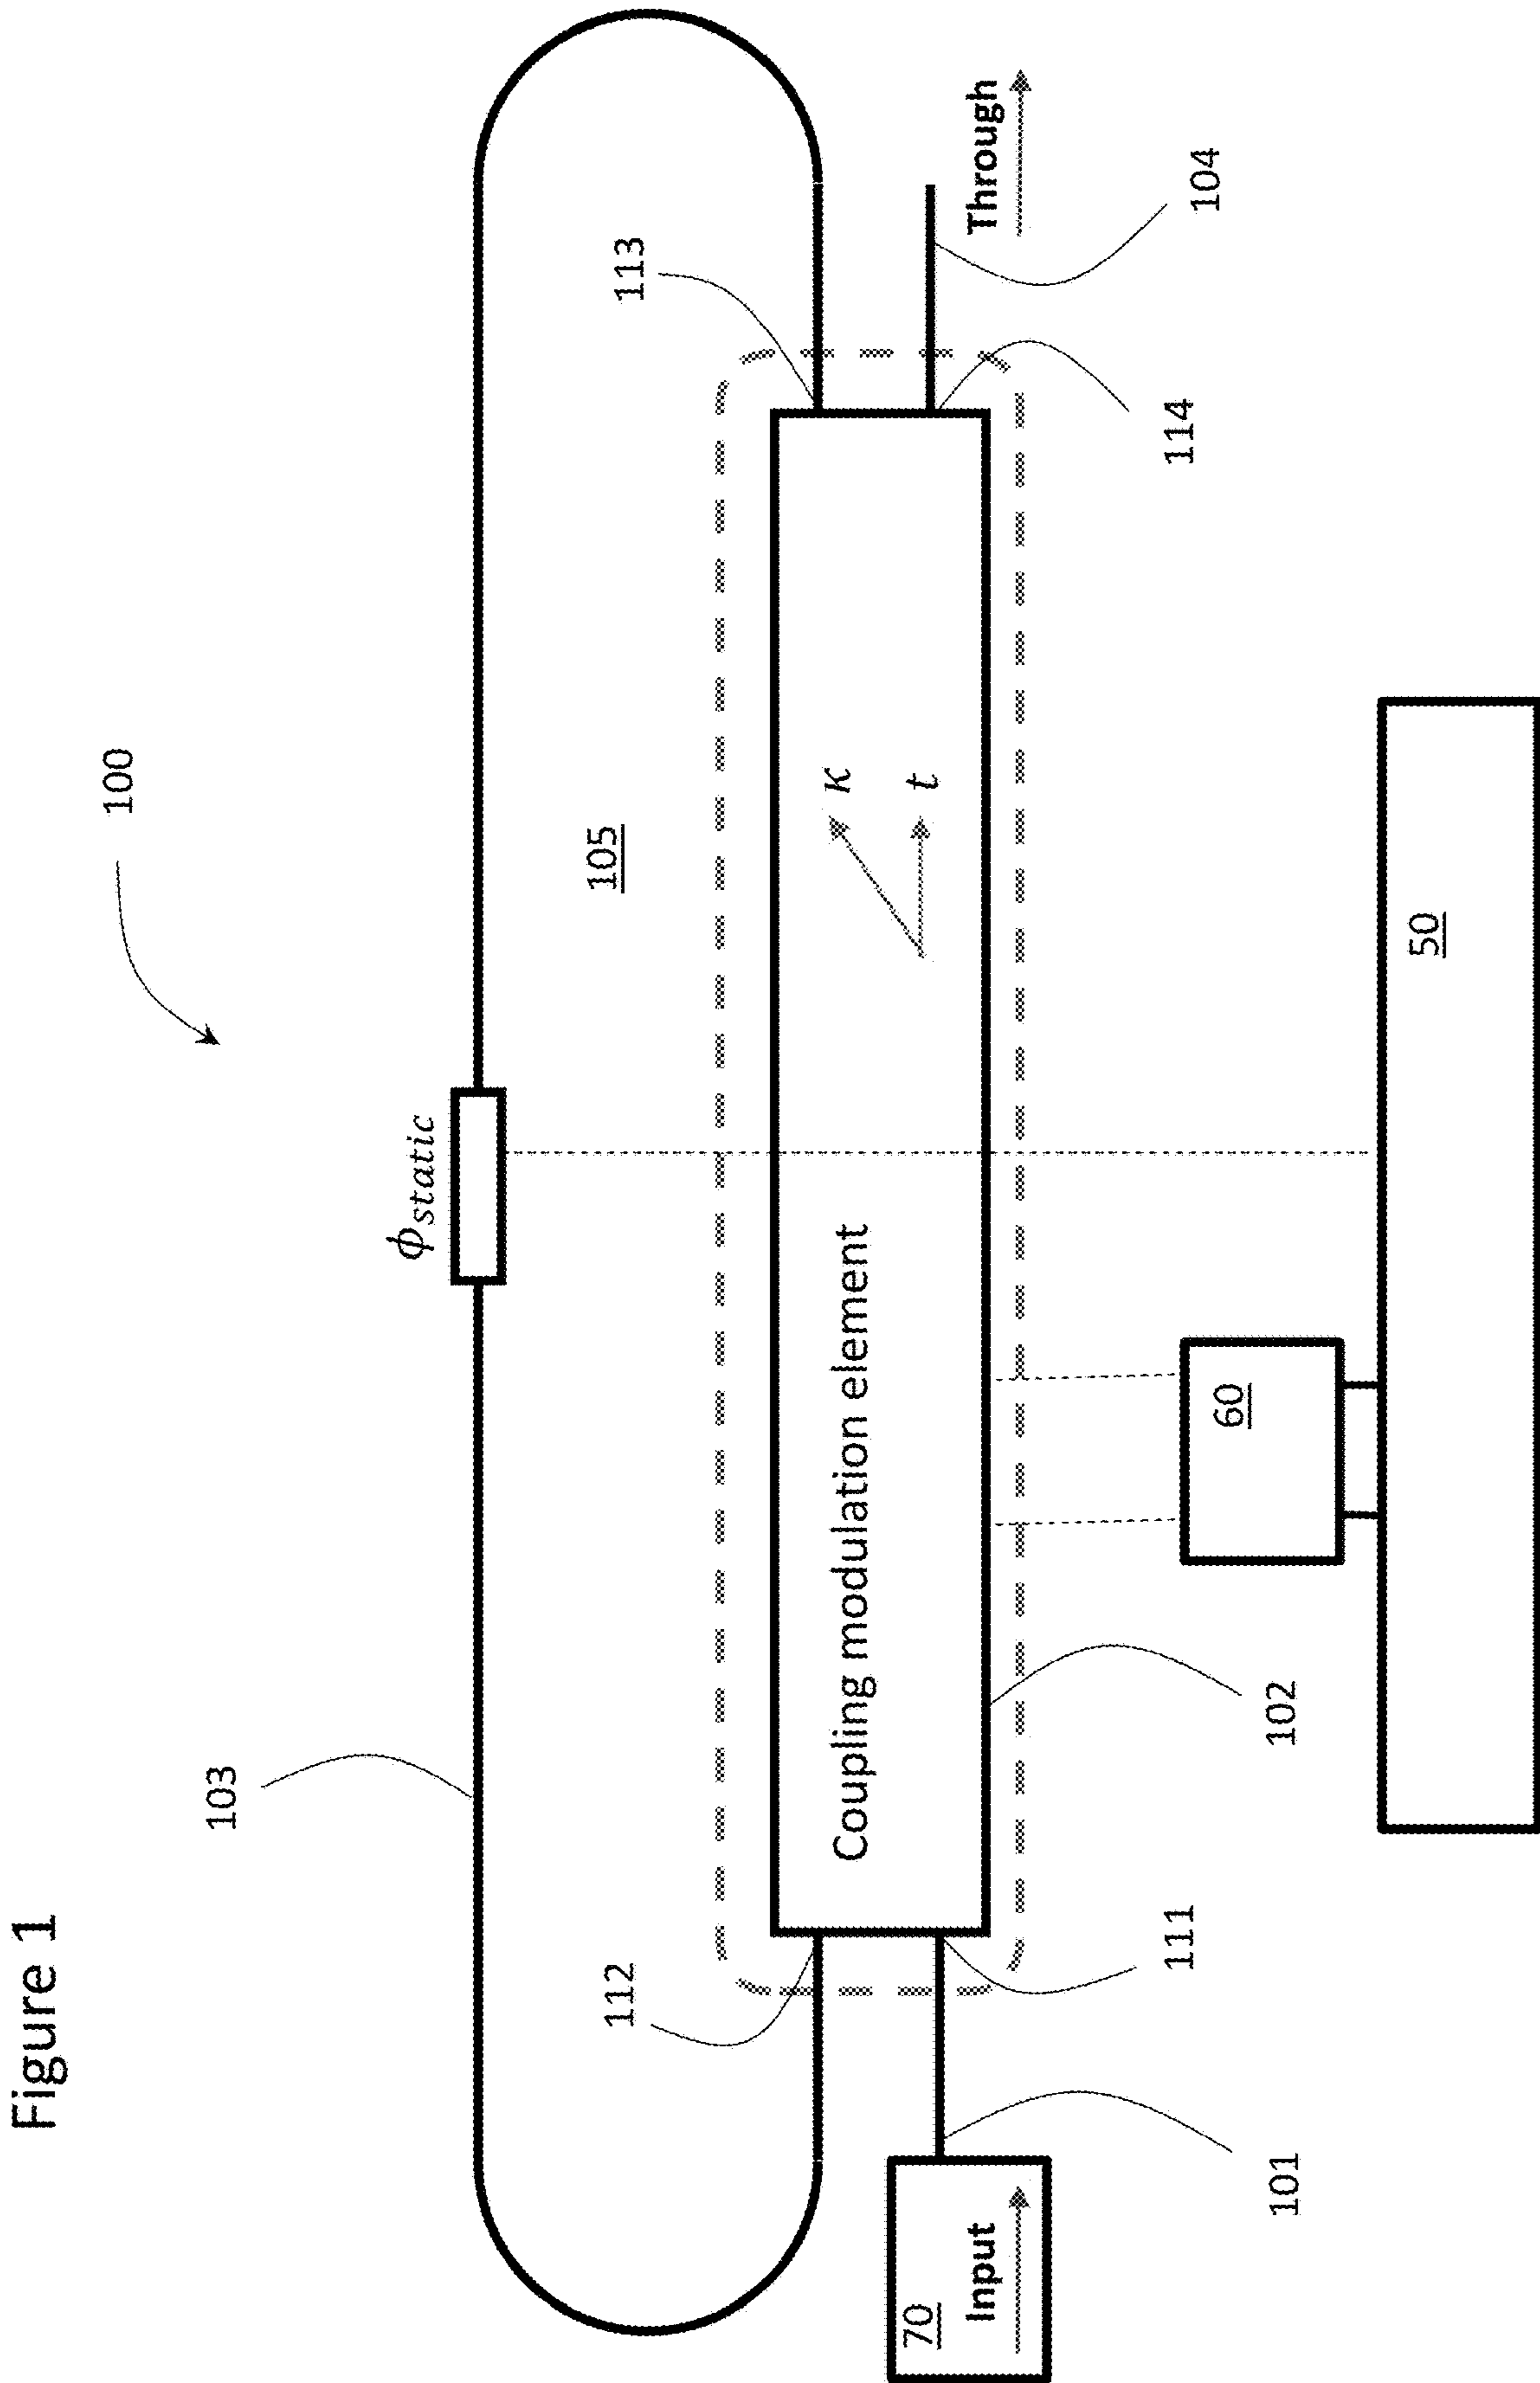 Figure 1
100
103
ϕstatic
105
112
113
Coupling modulation element
κ
t
70
Input
Through
101
111
102
114
104
60
50